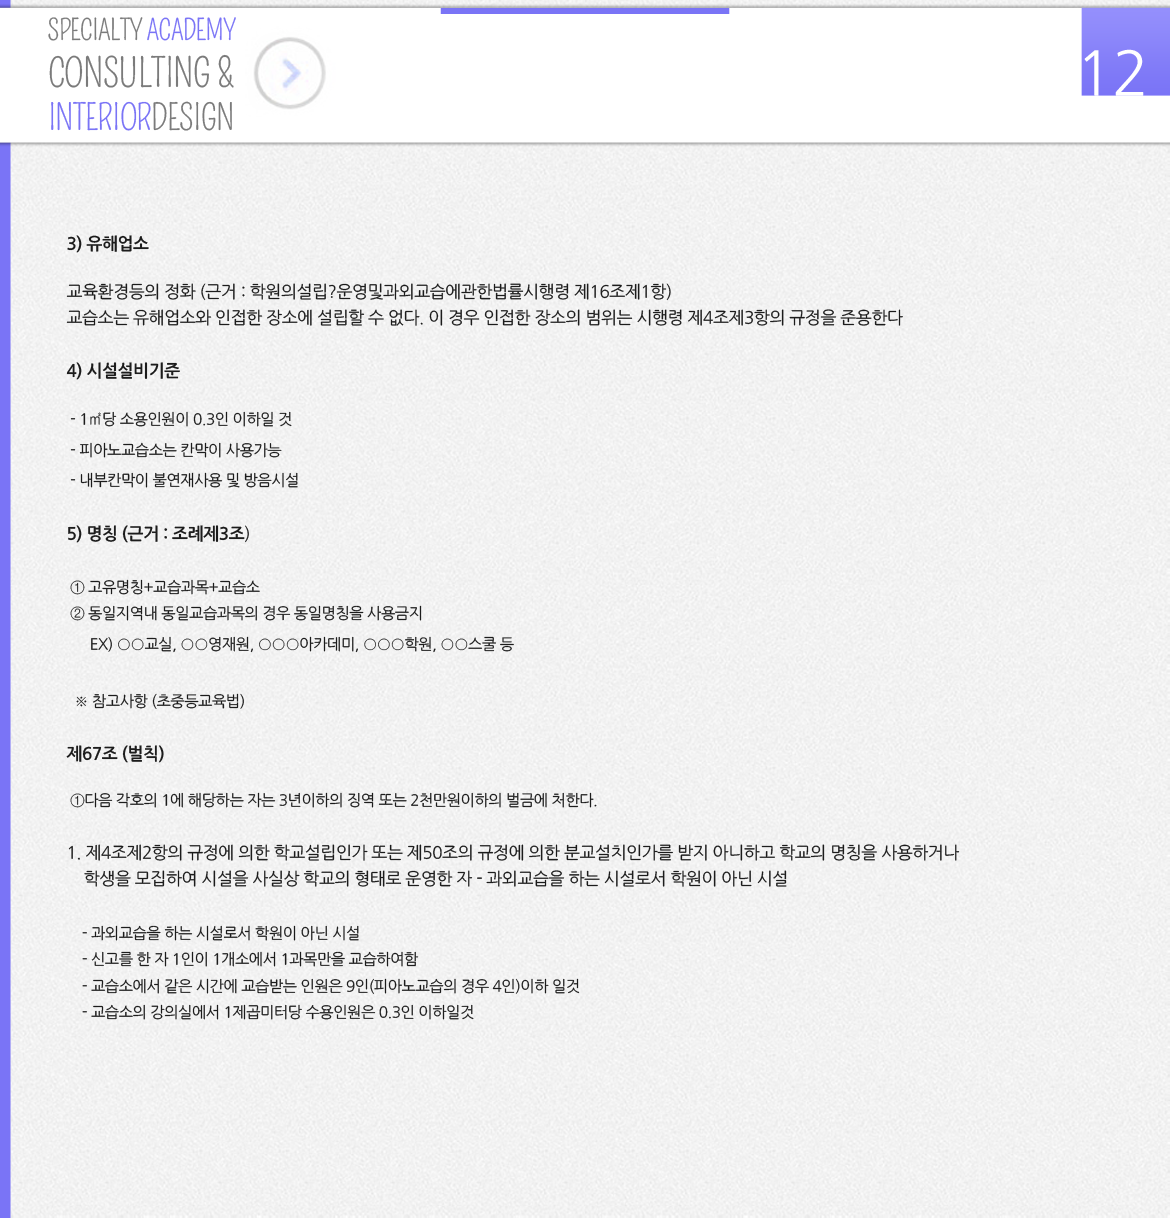 SPECIALTY ACADEMY
CONSULTING &
INTERIORDESIGN
12
3) 유해업소
교육환경등의 정화 (근거 : 학원의설립?운영및과외교습에관한법률시행령 제16조제1항)
교습소는 유해업소와 인접한 장소에 설립할 수 없다. 이 경우 인접한 장소의 범위는 시행령 제4조제3항의 규정을 준용한다
4) 시설설비기준
- 1㎡당 소용인원이 0.3인 이하일 것
- 피아노교습소는 칸막이 사용가능
- 내부칸막이 불연재사용 및 방음시설
5) 명칭 (근거 : 조례제3조)
① 고유명칭+교습과목+교습소
② 동일지역내 동일교습과목의 경우 동일명칭을 사용금지
EX) ○○교실, ○○영재원, ○○○아카데미, ○○○학원, ○○스쿨 등
※ 참고사항 (초중등교육법)
제67조 (벌칙)
①다음 각호의 1에 해당하는 자는 3년이하의 징역 또는 2천만원이하의 벌금에 처한다.
1. 제4조제2항의 규정에 의한 학교설립인가 또는 제50조의 규정에 의한 분교설치인가를 받지 아니하고 학교의 명칭을 사용하거나
학생을 모집하여 시설을 사실상 학교의 형태로 운영한 자 - 과외교습을 하는 시설로서 학원이 아닌 시설
- 과외교습을 하는 시설로서 학원이 아닌 시설
- 신고를 한 자 1인이 1개소에서 1과목만을 교습하여함
- 교습소에서 같은 시간에 교습받는 인원은 9인(피아노교습의 경우 4인)이하 일것
- 교습소의 강의실에서 1제곱미터당 수용인원은 0.3인 이하일것